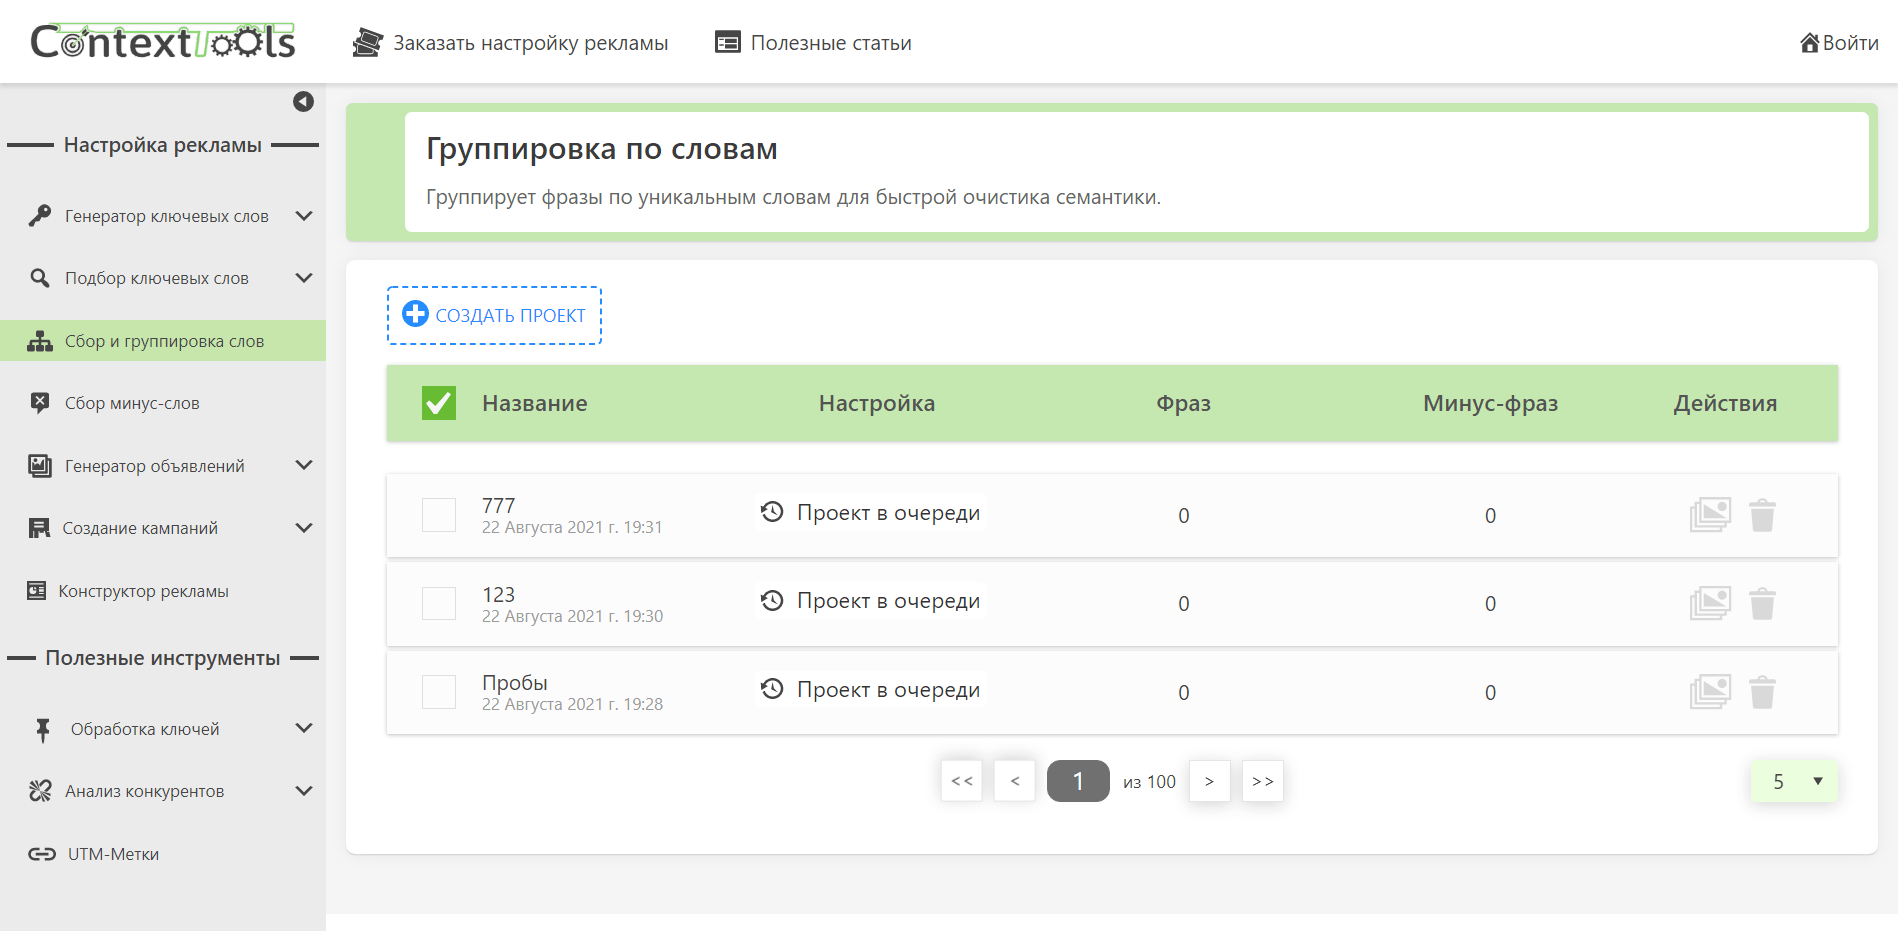 ContextTools
Заказать настройку рекламы
Полезные статьи
Войти
Настройка рекламы
Генератор ключевых слов
Подбор ключевых слов
Сбор и группировка слов
Сбор минус-слов
Генератор объявлений
Создание кампаний
Конструктор рекламы
Полезные инструменты
Обработка ключей
Анализ конкурентов
UTM-Метки
Группировка по словам
Группирует фразы по уникальным словам для быстрой очистика семантики.
СОЗДАТЬ ПРОЕКТ
Название Настройка Фраз Минус-фраз Действия
777
22 Августа 2021 г. 19:31
Проект в очереди 0 0
123
22 Августа 2021 г. 19:30
Проект в очереди 0 0
Пробы
22 Августа 2021 г. 19:28
Проект в очереди 0 0
<< < 1 из 100 > >> 5